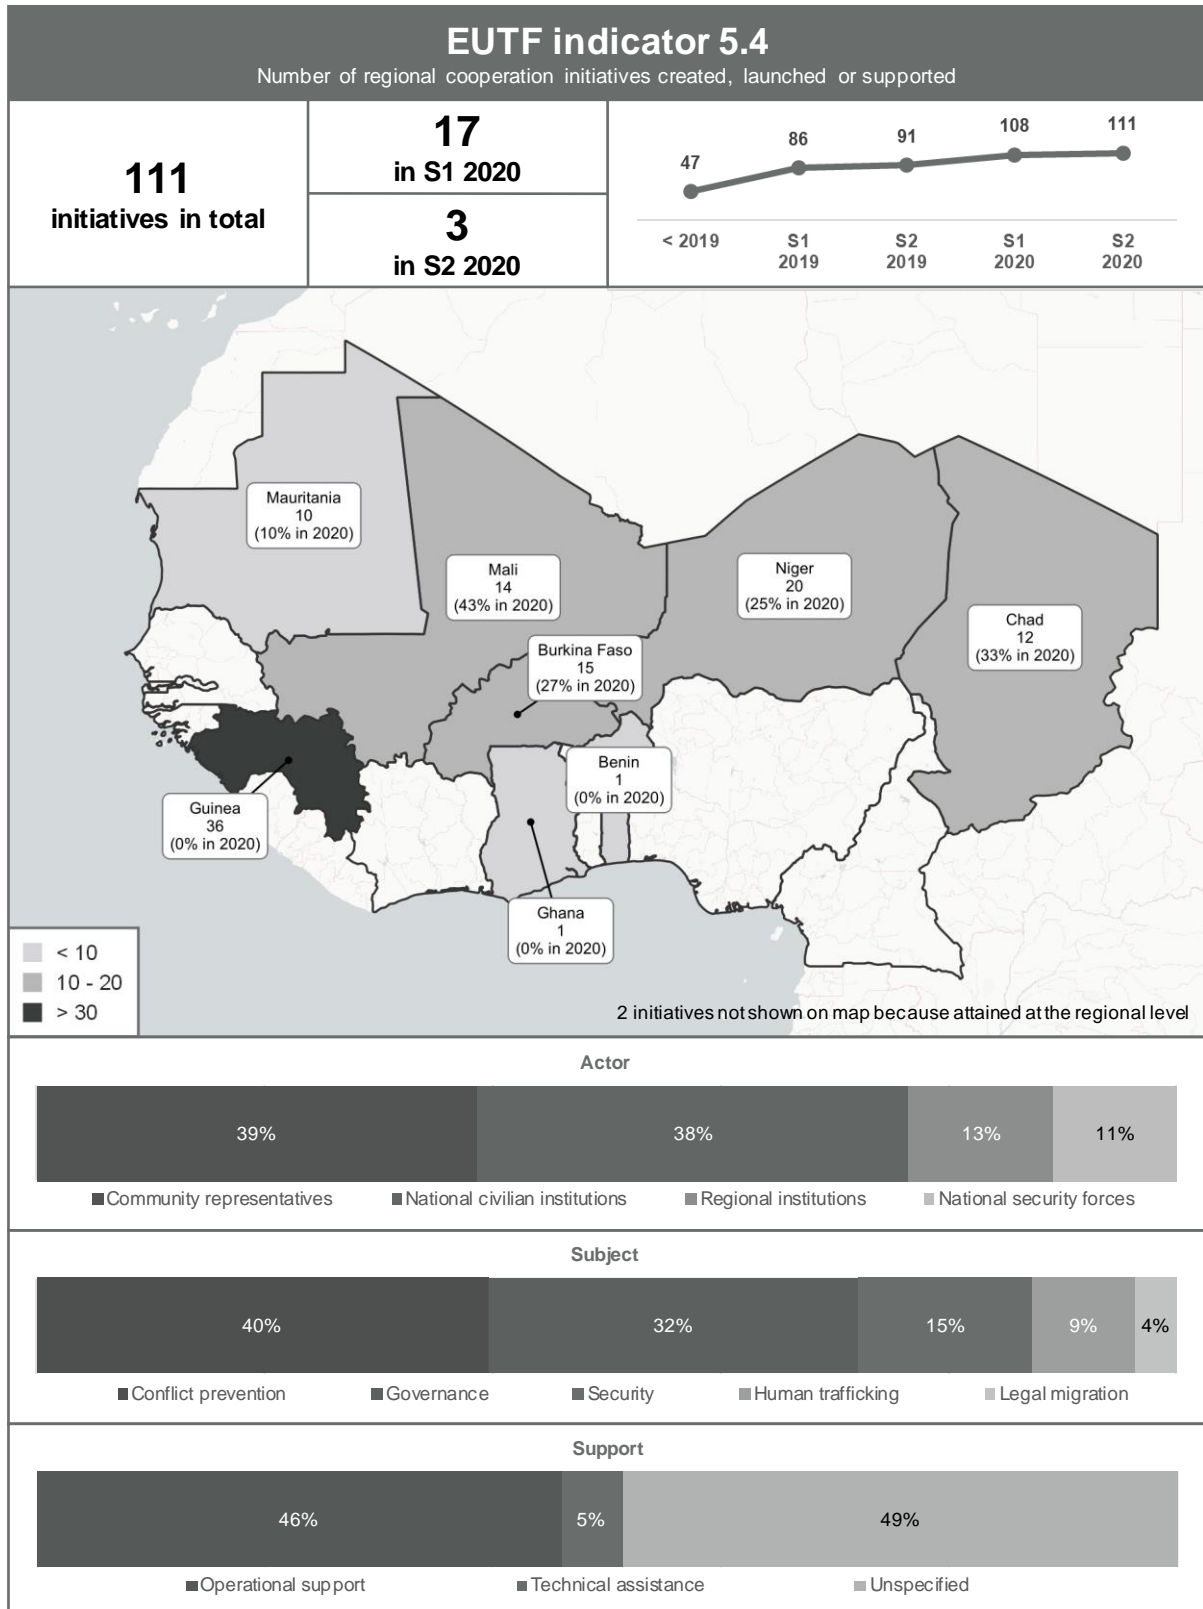 EUTF indicator 5.4
Number of regional cooperation initiatives created, launched or supported
111
initiatives in total
17
in S1 2020
3
in S2 2020
47
86
91
108
111
< 2019
S1
2019
S2
2019
S1
2020
S2
2020
Mauritania
10
(10% in 2020)
Mali
14
(43% in 2020)
Niger
20
(25% in 2020)
Chad
12
(33% in 2020)
Burkina Faso
15
(27% in 2020)
Benin
1
(0% in 2020)
Guinea
36
(0% in 2020)
Ghana
1
(0% in 2020)
< 10
10 - 20
> 30
2 initiatives not shown on map because attained at the regional level
Actor
39% 38% 13% 11%
Community representatives National civilian institutions Regional institutions National security forces
Subject
40% 32% 15% 9% 4%
Conflict prevention Governance Security Human trafficking Legal migration
Support
46% 5% 49%
Operational support Technical assistance Unspecified